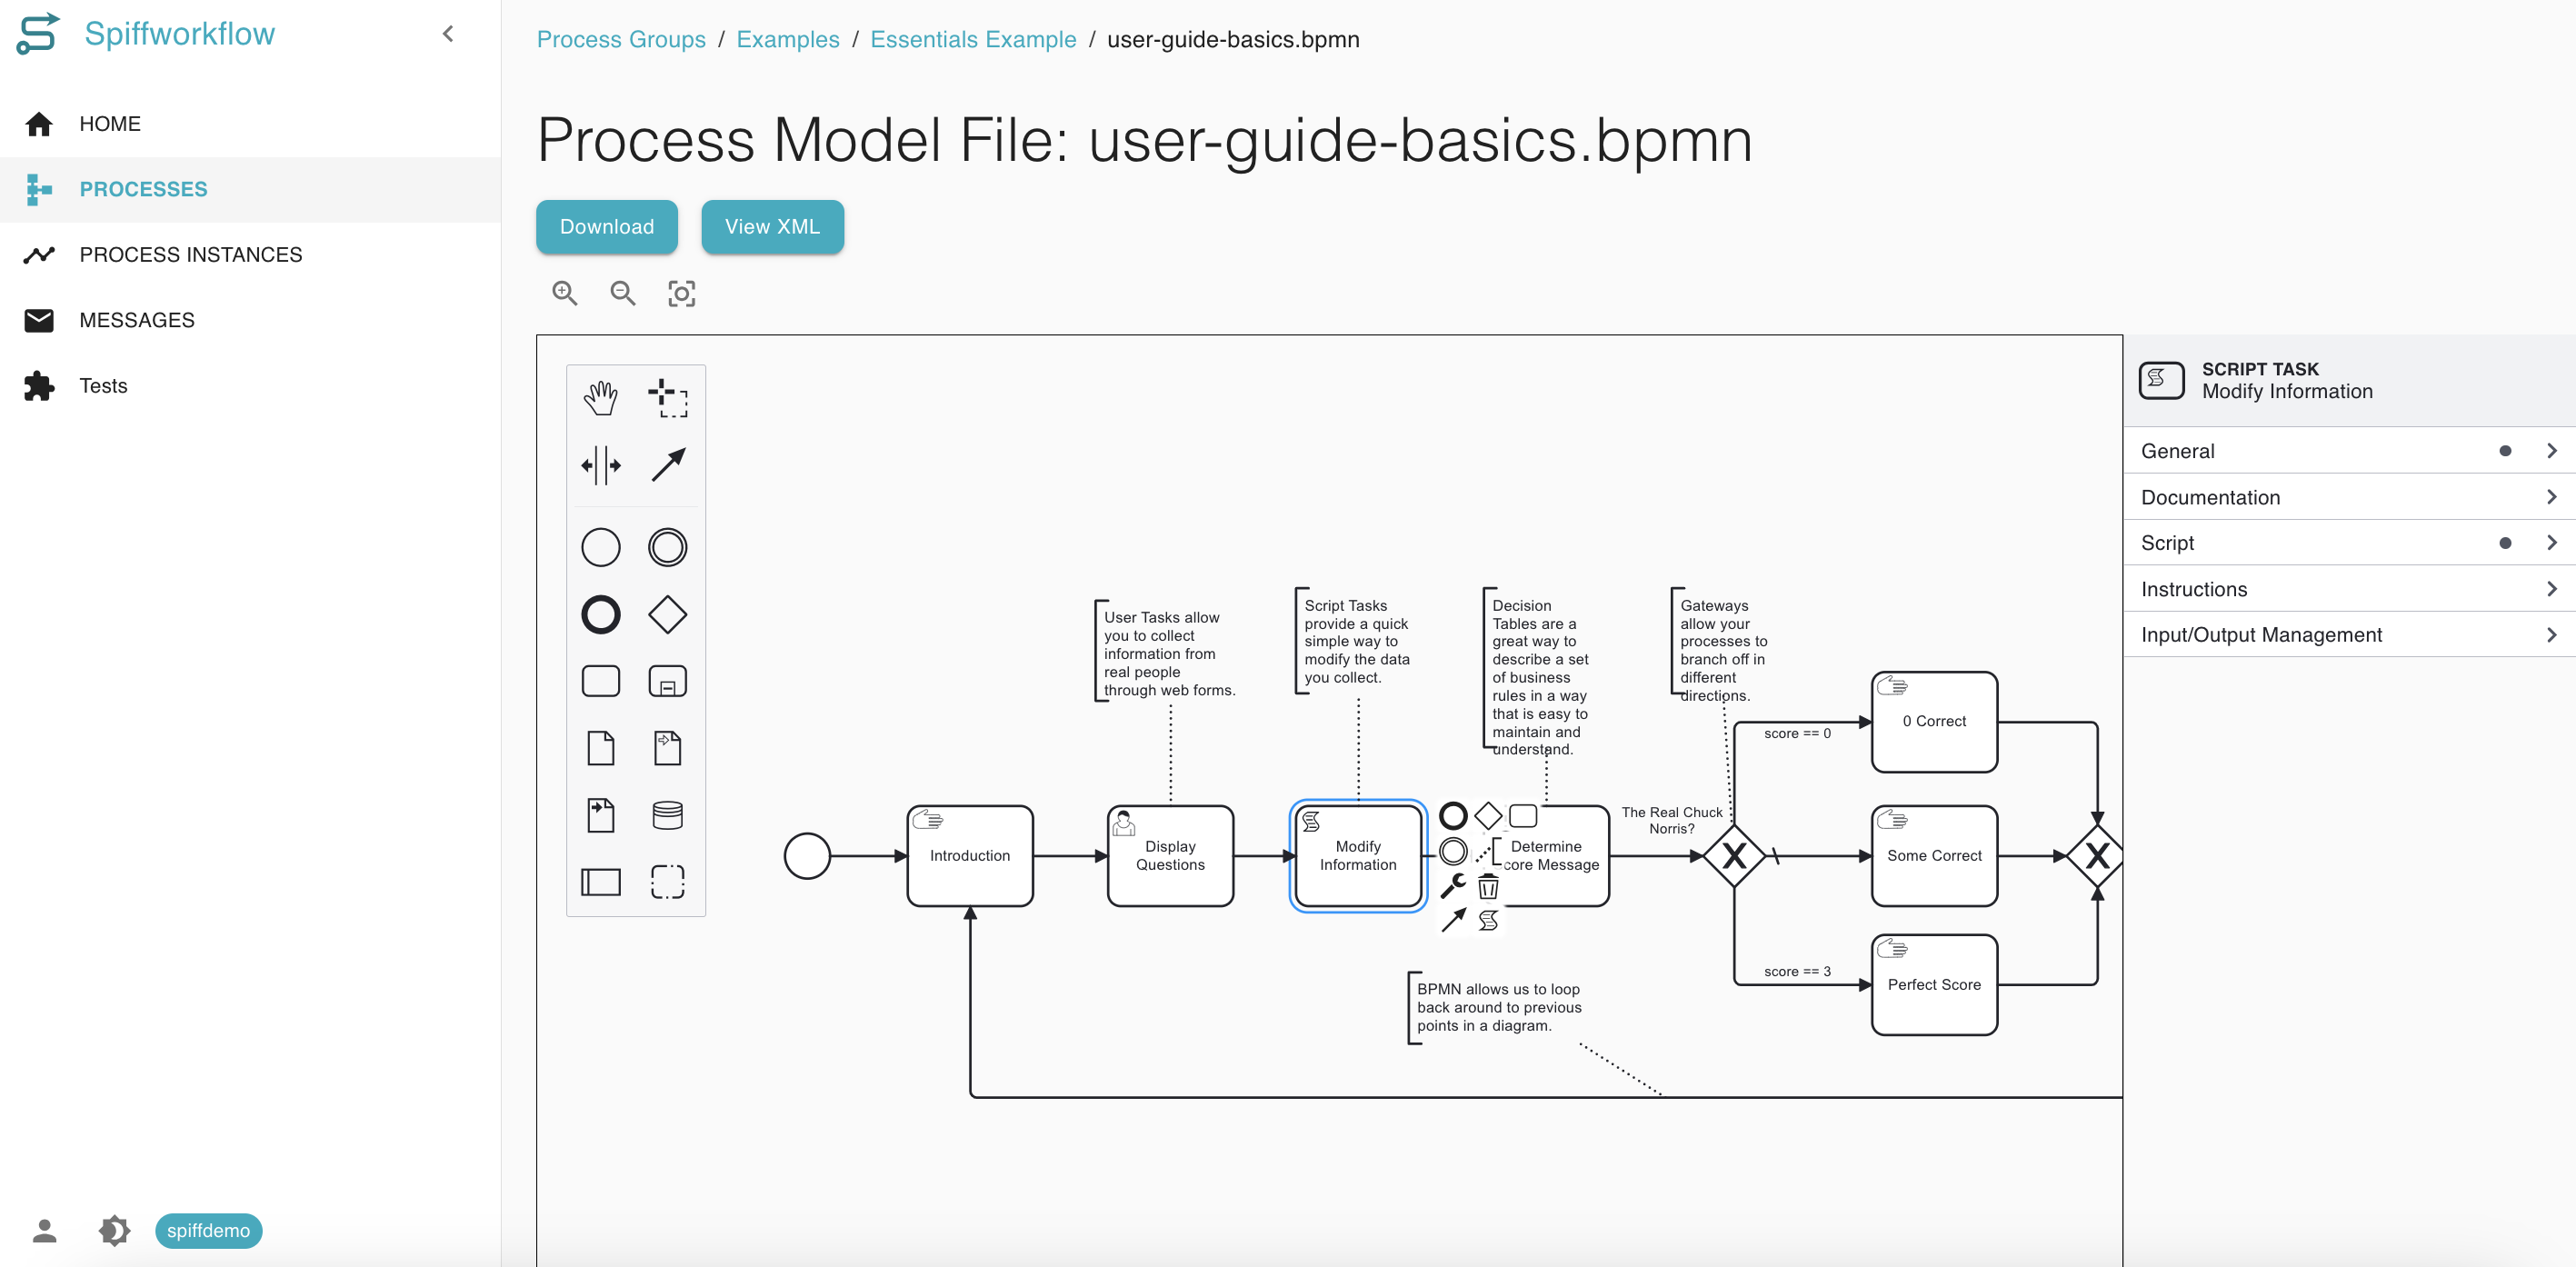 Spiffworkflow
HOME
PROCESSES
PROCESS INSTANCES
MESSAGES
Tests
spiffdemo
Process Groups / Examples / Essentials Example / user-guide-basics.bpmn
Process Model File: user-guide-basics.bpmn
Download
View XML
User Tasks allow
you to collect
information from
real people
through web forms.
Script Tasks
provide a quick
simple way to
modify the data
you collect.
Decision
Tables are a
great way to
describe a set
of business
rules in a way
that is easy to
maintain and
understand.
Gateways
allow your
processes to
branch off in
different
directions.
Introduction
Display
Questions
Modify
Information
Determine
core Message
The Real Chuck
Norris?
score == 0
0 Correct
Some Correct
score == 3
Perfect Score
BPMN allows us to loop
back around to previous
points in a diagram.
SCRIPT TASK
Modify Information
General
Documentation
Script
Instructions
Input/Output Management